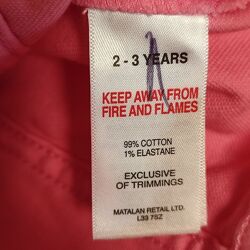 2 - 3 YEARS
KEEP AWAY FROM
FIRE AND FLAMES
99% COTTON
1% ELASTANE
EXCLUSIVE
OF TRIMMINGS
MATALAN RETAIL LTD.
L33 7SZ